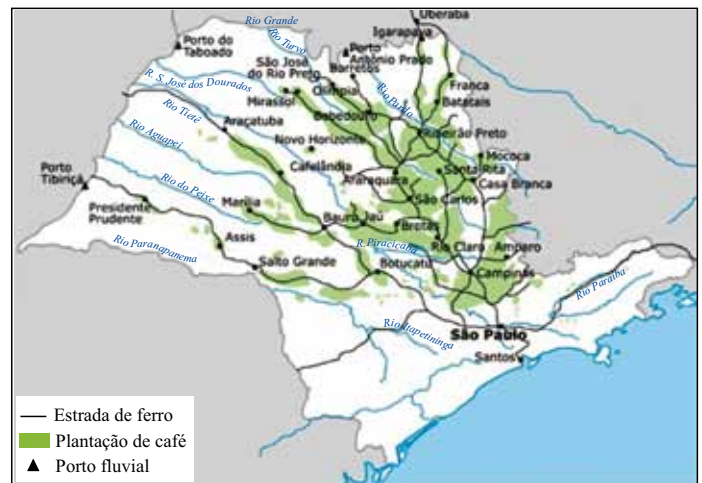 Uberaba
Rio Grande
Igarapava
Porto do
Taboado
Rio Turvo
Porto
Antônio Prado
São José
do Rio Preto
Barretos
Franca
R. S. José dos Dourados
Olímpia
Rio Pardo
Mirassol
Batatais
Rio Tietê
Bebedouro
Araçatuba
Ribeirão Preto
Rio Aguapei
Novo Horizonte
Mococa
Porto
Tibiriçá
Cafelândia
Santa Rita
Araraquara
Casa Branca
Rio do Peixe
São Carlos
Marília
Presidente
Prudente
Bauru
Jaú
Brotas
Assis
R. Piracicaba
Rio Claro
Amparo
Rio Paranapanema
Salto Grande
Botucatu
Campinas
Rio Paraíba
Rio Itapetininga
São Paulo
Santos
Estrada de ferro
Plantação de café
Porto fluvial